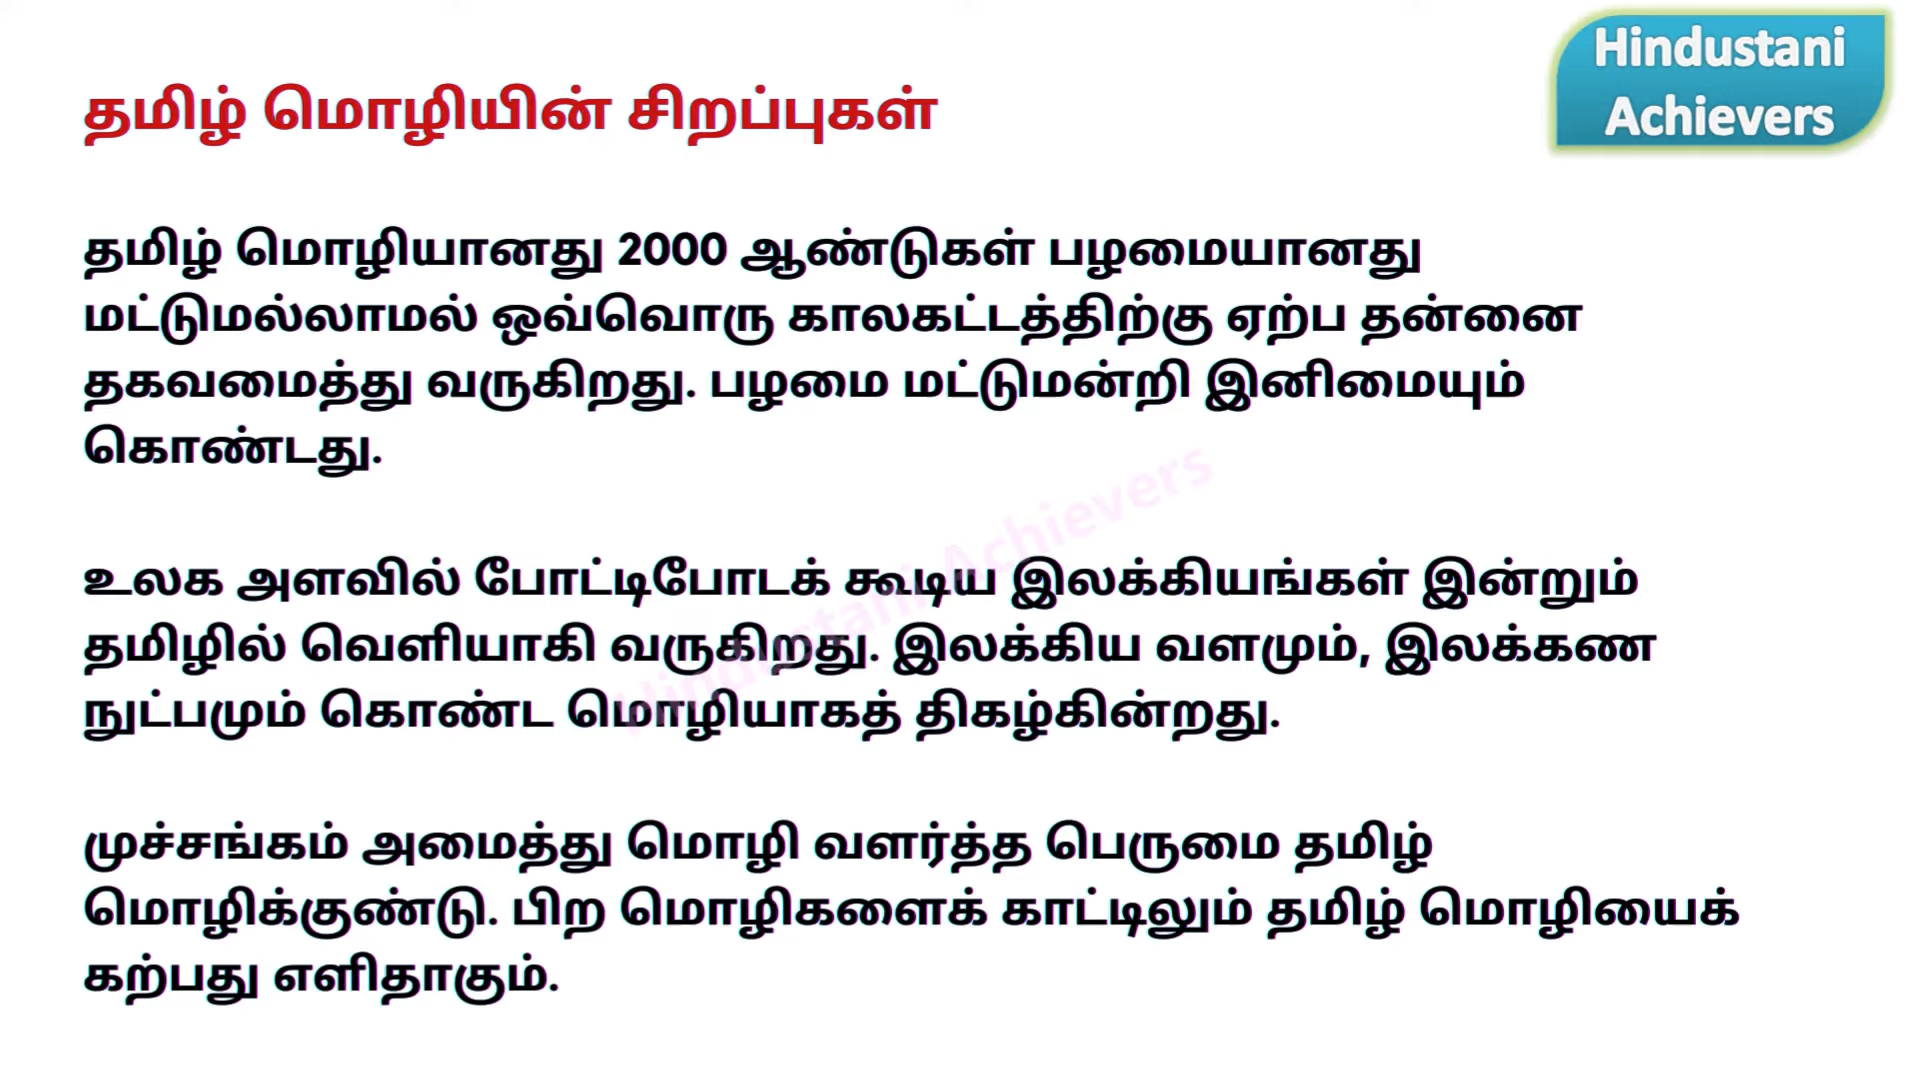 Hindustani
Achievers
தமிழ் மொழியின் சிறப்புகள்
தமிழ் மொழியானது 2000 ஆண்டுகள் பழமையானது
மட்டுமல்லாமல் ஒவ்வொரு காலகட்டத்திற்கு ஏற்ப தன்னை
தகவமைத்து வருகிறது. பழமை மட்டுமன்றி இனிமையும்
கொண்டது.
உலக அளவில் போட்டிபோடக் கூடிய இலக்கியங்கள் இன்றும்
தமிழில் வெளியாகி வருகிறது. இலக்கிய வளமும், இலக்கண
நுட்பமும் கொண்ட மொழியாகத் திகழ்கின்றது.
Hindustani Achievers
முச்சங்கம் அமைத்து மொழி வளர்த்த பெருமை தமிழ்
மொழிக்குண்டு. பிற மொழிகளைக் காட்டிலும் தமிழ் மொழியைக்
கற்பது எளிதாகும்.